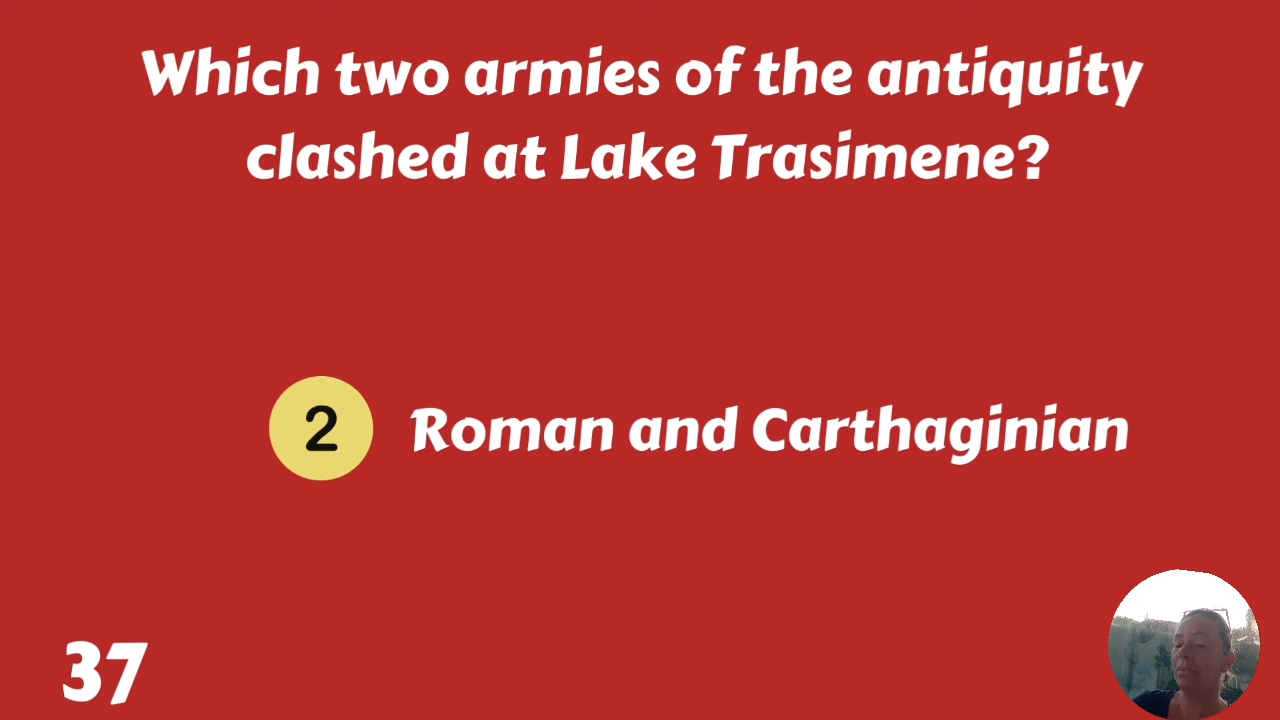 Which two armies of the antiquity
clashed at Lake Trasimene?
2 Roman and Carthaginian
37